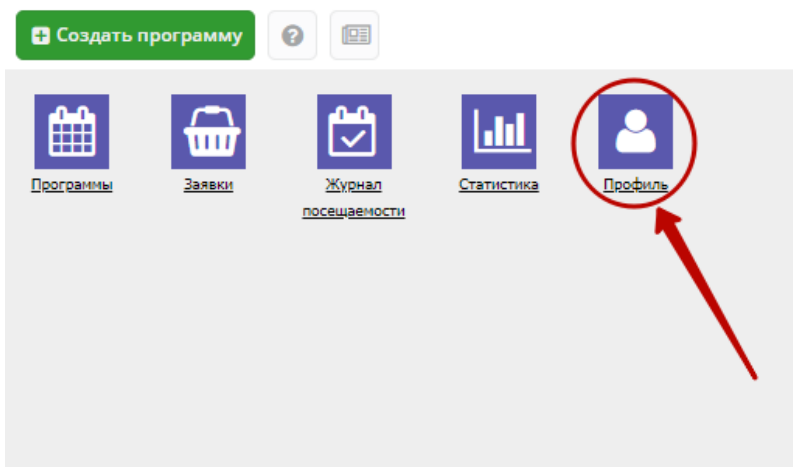 Создать программу
Программы
Заявки
Журнал
посещаемости
Статистика
Профиль